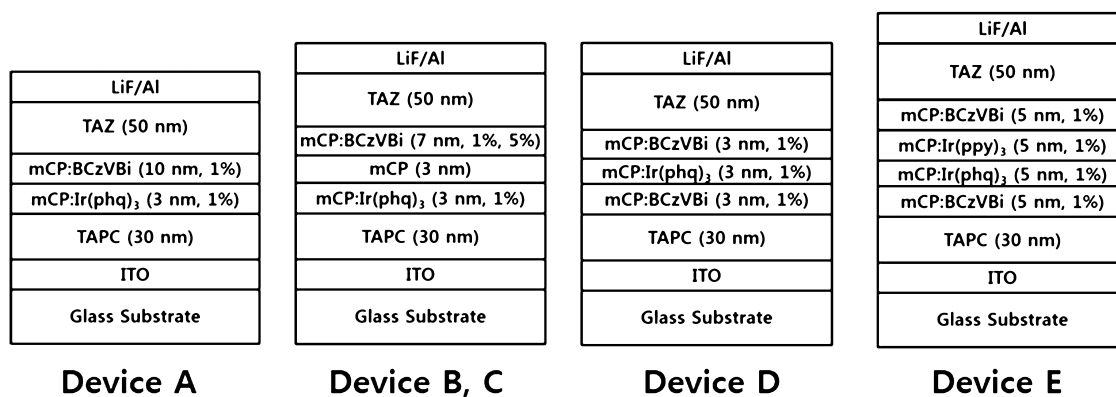 LiF/Al
TAZ (50 nm)
mCP:BCzVBi (10 nm, 1%)
mCP:Ir(phq)₃ (3 nm, 1%)
TAPC (30 nm)
ITO
Glass Substrate
Device A
LiF/Al
TAZ (50 nm)
mCP:BCzVBi (7 nm, 1%, 5%)
mCP (3 nm)
mCP:Ir(phq)₃ (3 nm, 1%)
TAPC (30 nm)
ITO
Glass Substrate
Device B, C
LiF/Al
TAZ (50 nm)
mCP:BCzVBi (3 nm, 1%)
mCP:Ir(phq)₃ (3 nm, 1%)
mCP:BCzVBi (3 nm, 1%)
TAPC (30 nm)
ITO
Glass Substrate
Device D
LiF/Al
TAZ (50 nm)
mCP:BCzVBi (5 nm, 1%)
mCP:Ir(ppy)₃ (5 nm, 1%)
mCP:Ir(phq)₃ (5 nm, 1%)
mCP:BCzVBi (5 nm, 1%)
TAPC (30 nm)
ITO
Glass Substrate
Device E